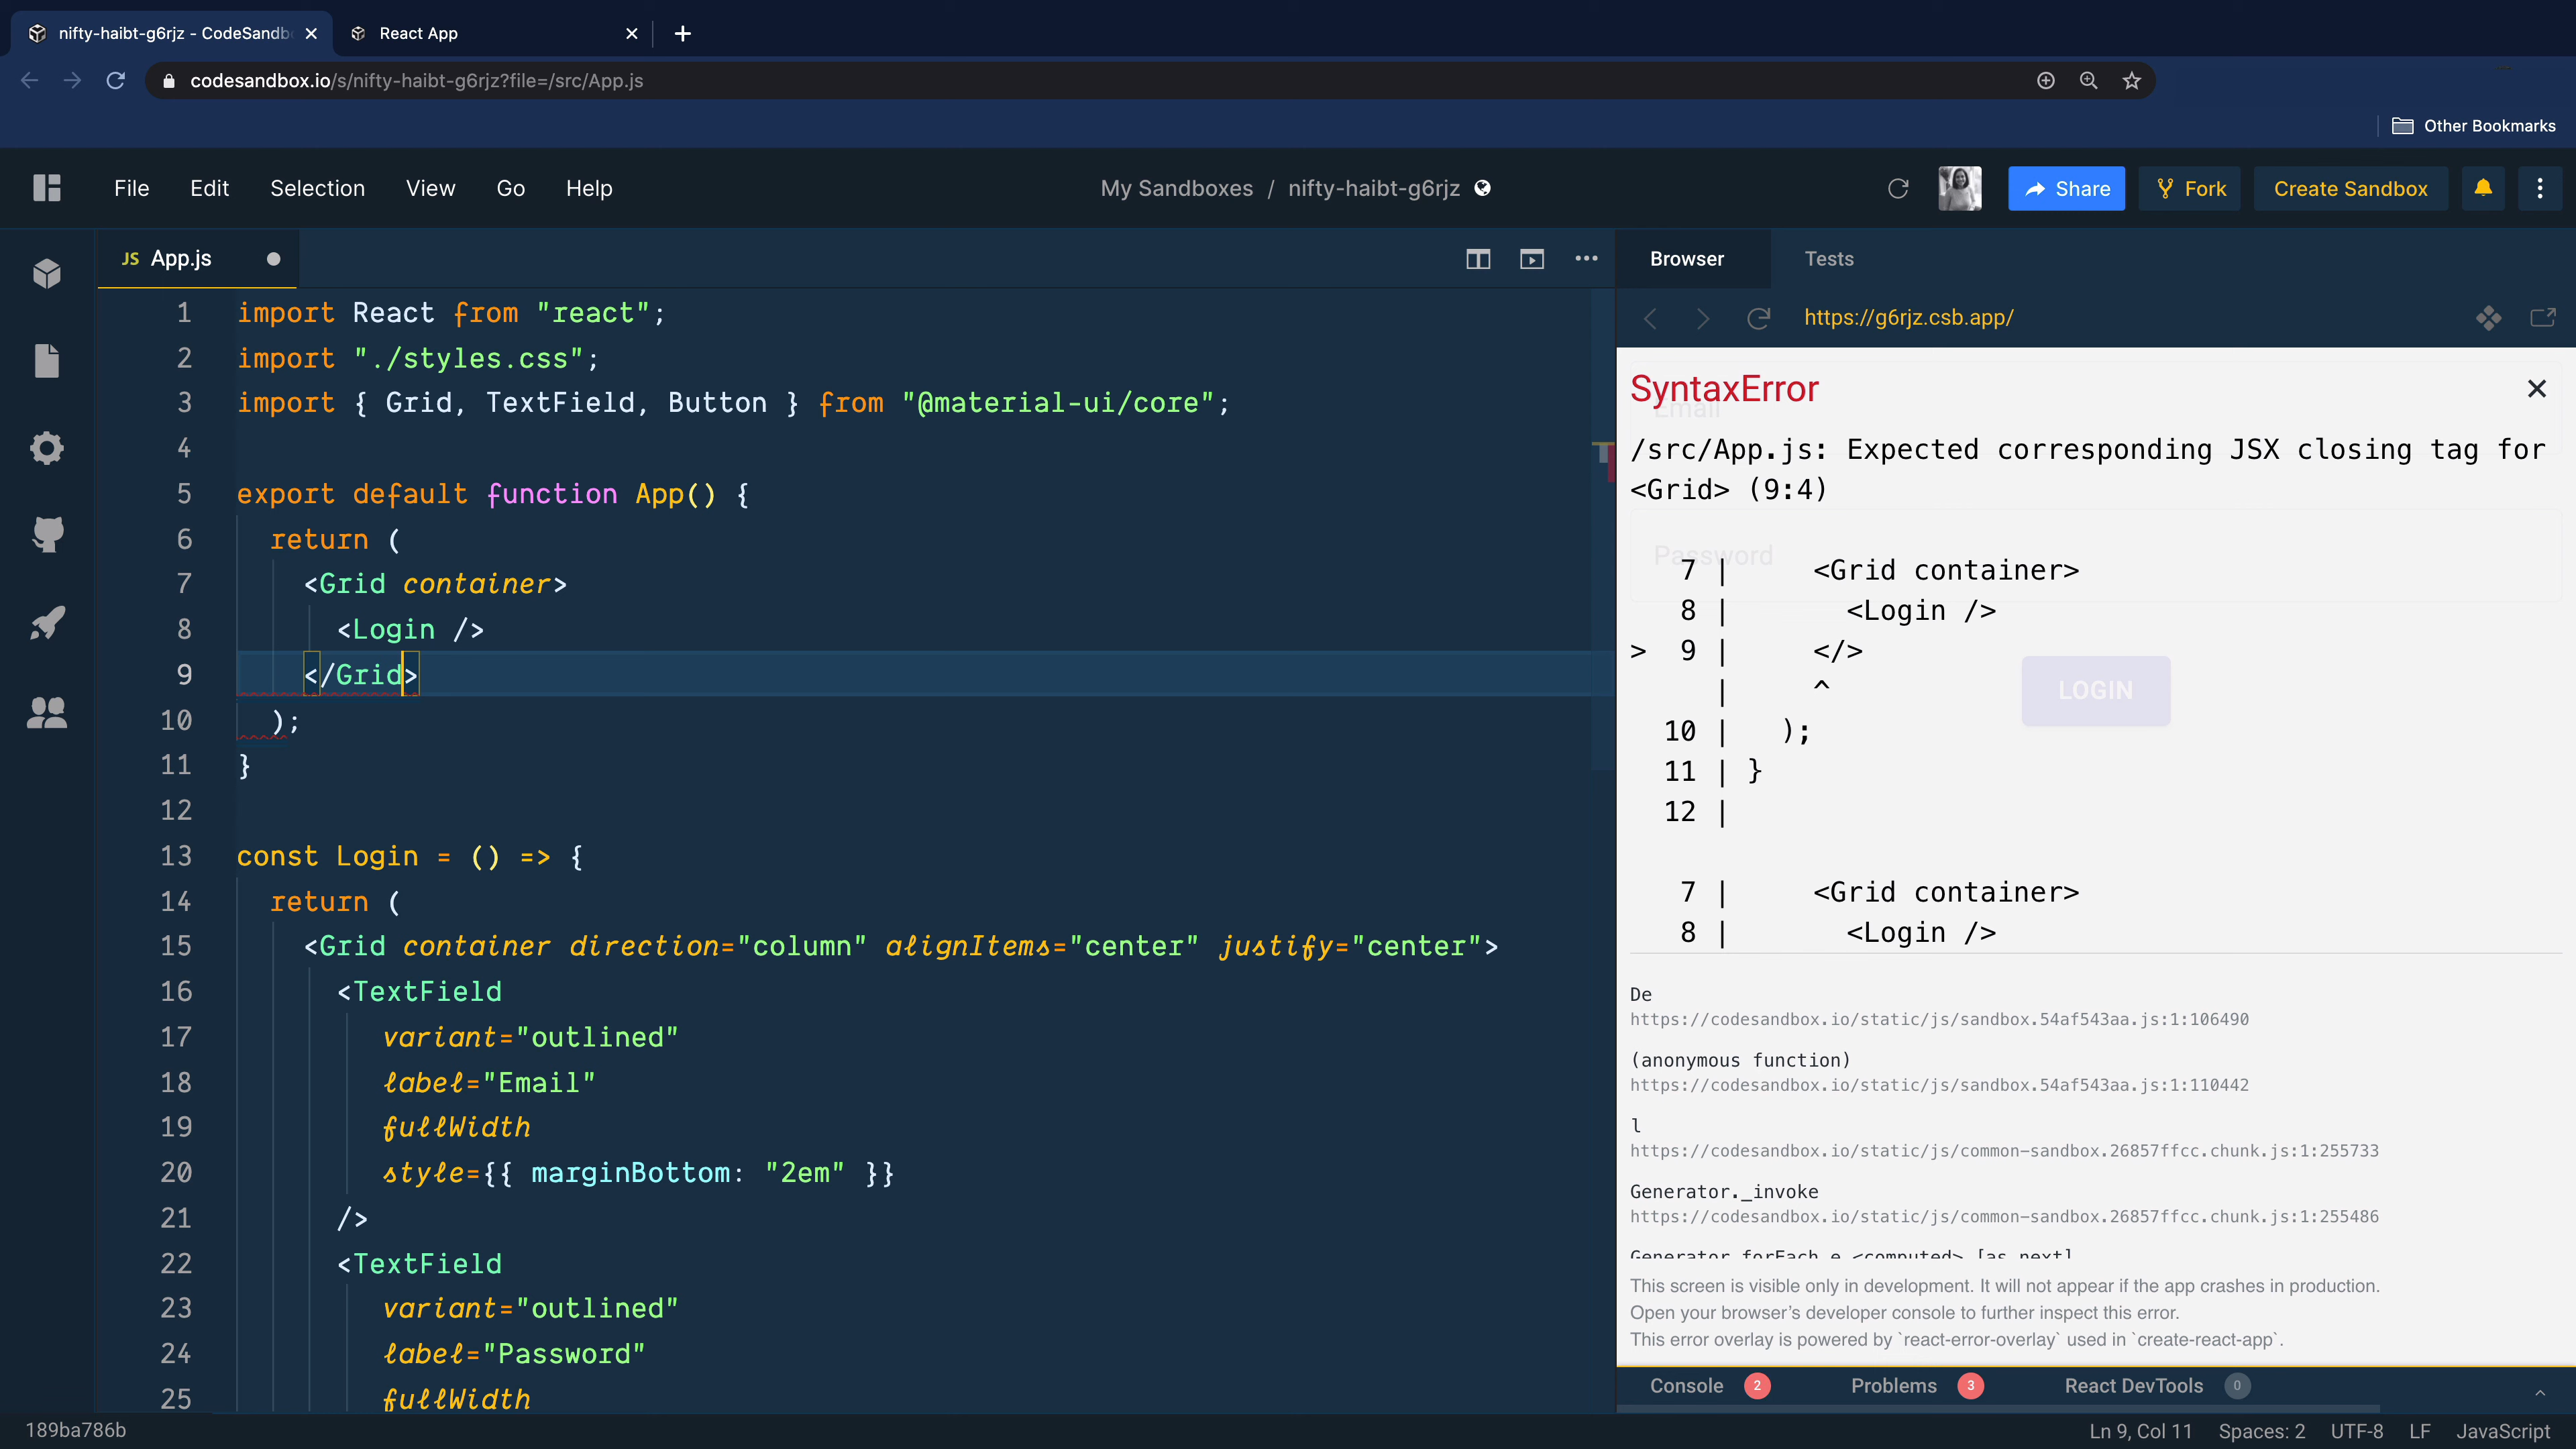 nifty-haibt-g6rjz - CodeSandb
React App
codesandbox.io/s/nifty-haibt-g6rjz?file=/src/App.js
Other Bookmarks
File Edit Selection View Go Help
My Sandboxes / nifty-haibt-g6rjz
Share
Fork
Create Sandbox
JS App.js
1 import React from "react";
2 import "./styles.css";
3 import { Grid, TextField, Button } from "@material-ui/core";
4
5 export default function App() {
6 return (
7 <Grid container>
8 <Login />
9 </Grid>
10 );
11 }
12
13 const Login = () => {
14 return (
15 <Grid container direction="column" alignItems="center" justify="center">
16 <TextField
17 variant="outlined"
18 label="Email"
19 fullWidth
20 style={{ marginBottom: "2em" }}
21 />
22 <TextField
23 variant="outlined"
24 label="Password"
25 fullWidth
Browser Tests
https://g6rjz.csb.app/
SyntaxError
Email
/src/App.js: Expected corresponding JSX closing tag for
<Grid> (9:4)
Password
7 | <Grid container>
8 | <Login />
> 9 | </>
| ^
LOGIN
10 | );
11 | }
12 |
7 | <Grid container>
8 | <Login />
De
https://codesandbox.io/static/js/sandbox.54af543aa.js:1:106490
(anonymous function)
https://codesandbox.io/static/js/sandbox.54af543aa.js:1:110442
l
https://codesandbox.io/static/js/common-sandbox.26857ffcc.chunk.js:1:255733
Generator._invoke
https://codesandbox.io/static/js/common-sandbox.26857ffcc.chunk.js:1:255486
Generator.forEach.e.<computed> [as next]
This screen is visible only in development. It will not appear if the app crashes in production.
Open your browser’s developer console to further inspect this error.
This error overlay is powered by `react-error-overlay` used in `create-react-app`.
Console 2 Problems 3 React DevTools 0
189ba786b
Ln 9, Col 11 Spaces: 2 UTF-8 LF JavaScript